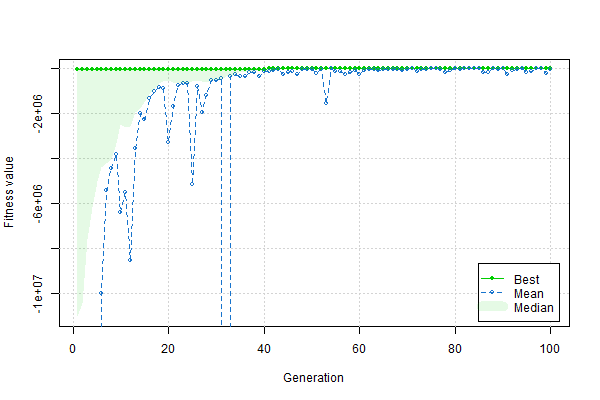 Fitness value
-2e+06
-6e+06
-1e+07
0 20 40 60 80 100
Generation
Best
Mean
Median